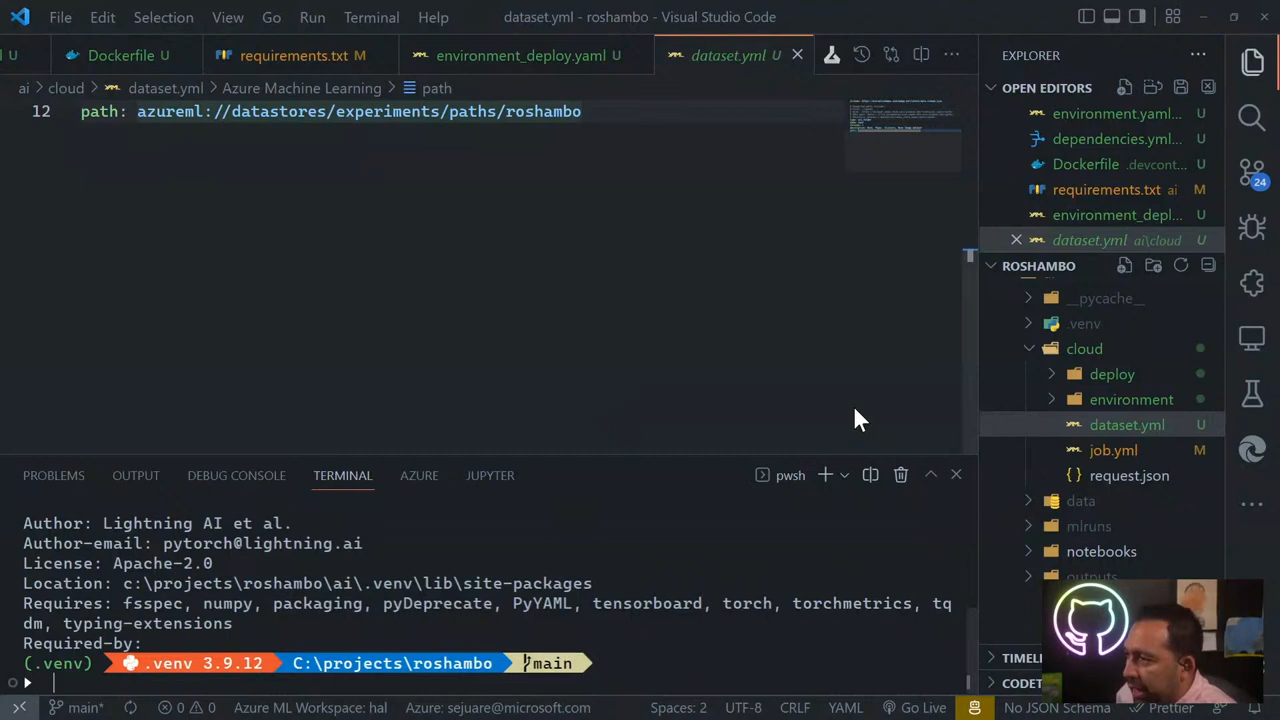 File Edit Selection View Go Run Terminal Help dataset.yml - roshambo - Visual Studio Code
U Dockerfile U requirements.txt M environment_deploy.yaml U dataset.yml U
ai > cloud > dataset.yml > Azure Machine Learning > path
12 path: azureml://datastores/experiments/paths/roshambo
EXPLORER
OPEN EDITORS
environment.yaml... U
dependencies.yml... U
Dockerfile .devcont... U
requirements.txt ai M
environment_depl... U
dataset.yml ai\cloud U
ROSHAMBO
__pycache__
.venv
cloud
deploy
environment
dataset.yml U
job.yml M
request.json
data
mlruns
notebooks
outputs
TIMELI
CODET
24
PROBLEMS OUTPUT DEBUG CONSOLE TERMINAL AZURE JUPYTER pwsh
Author: Lightning AI et al.
Author-email: pytorch@lightning.ai
License: Apache-2.0
Location: c:\projects\roshambo\ai\.venv\lib\site-packages
Requires: fsspec, numpy, packaging, pyDeprecate, PyYAML, tensorboard, torch, torchmetrics, tq
dm, typing-extensions
Required-by:
(.venv) .venv 3.9.12 C:\projects\roshambo main
main* 0 0 Azure ML Workspace: hal Azure: sejuare@microsoft.com Spaces: 2 UTF-8 CRLF YAML Go Live No JSON Schema Prettier